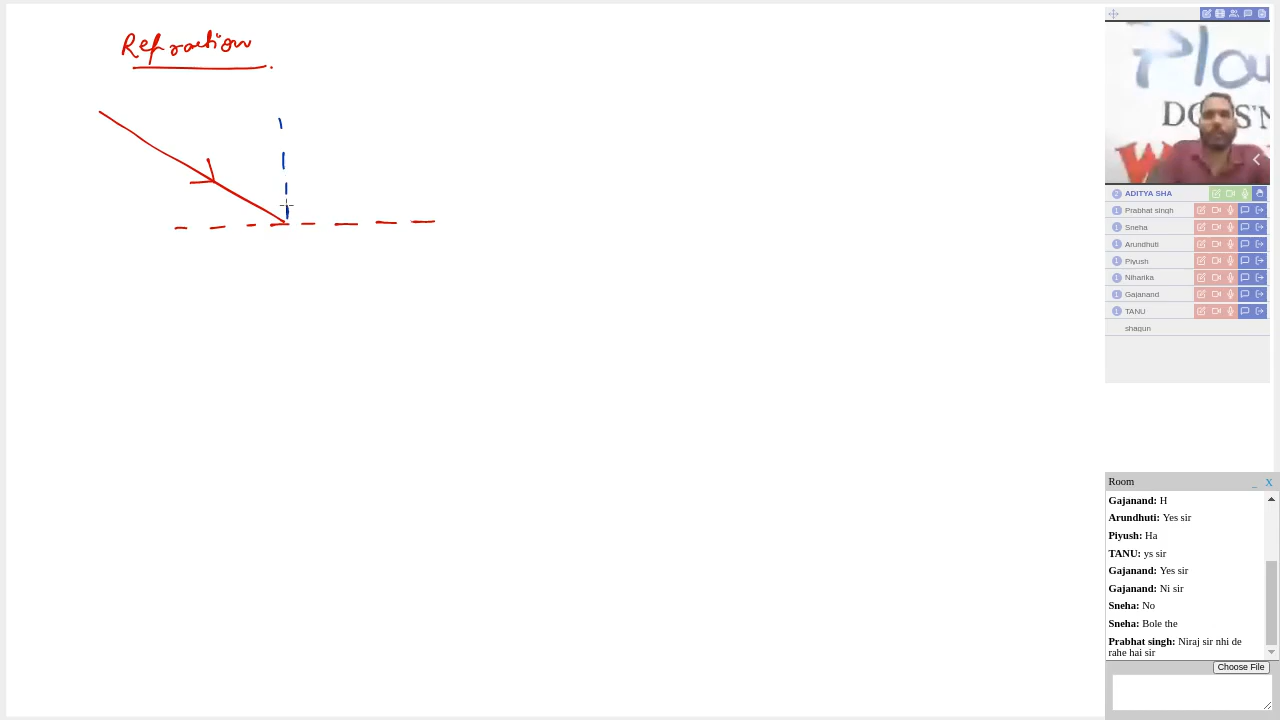 Refraction
Play
DOES'N
W
ADITYA SHA
Prabhat singh
Sneha
Arundhuti
Piyush
Niharika
Gajanand
TANU
shagun
Room
_ X
Gajanand: H
Arundhuti: Yes sir
Piyush: Ha
TANU: ys sir
Gajanand: Yes sir
Gajanand: Ni sir
Sneha: No
Sneha: Bole the
Prabhat singh: Niraj sir nhi de
rahe hai sir
Choose File